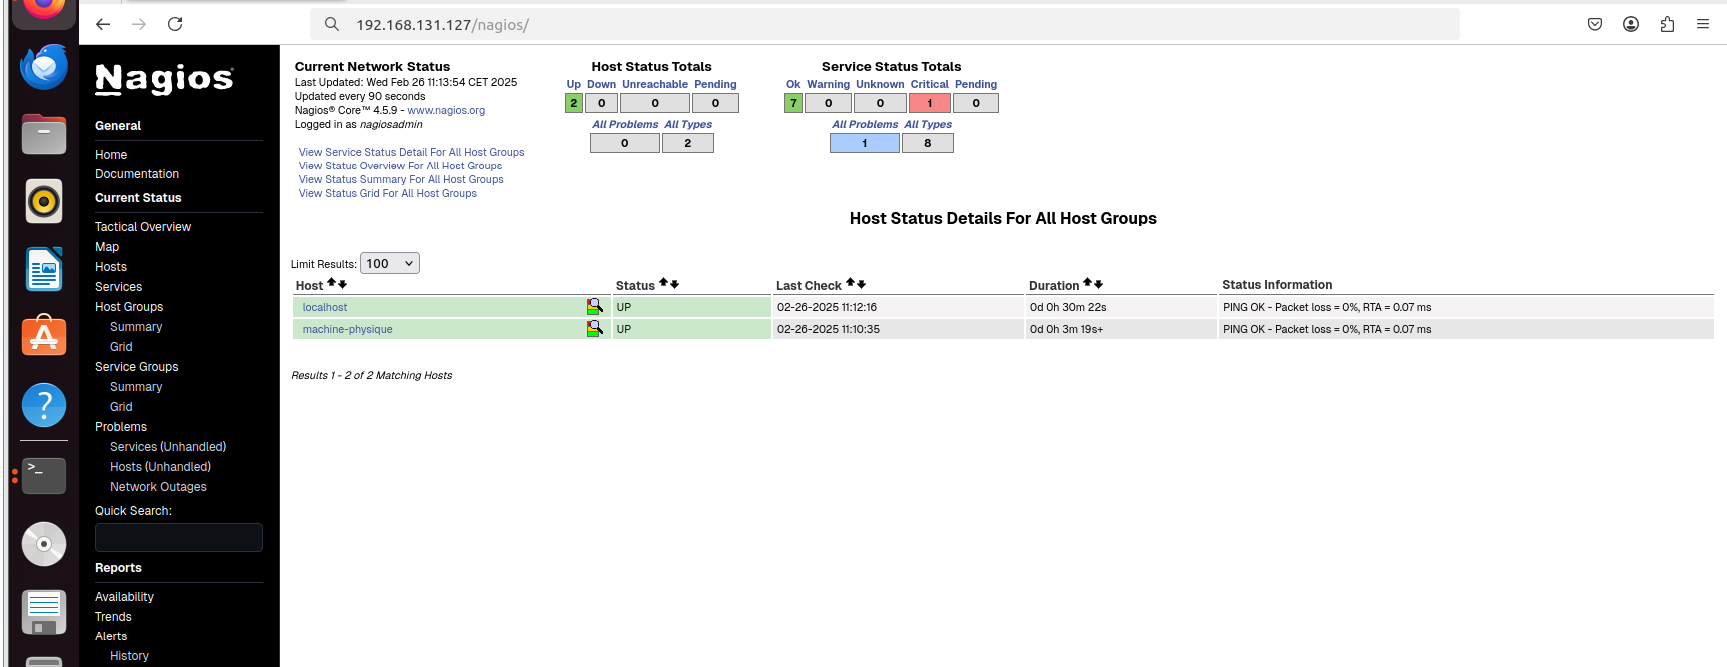 192.168.131.127/nagios/
Nagios®
General
Home
Documentation
Current Status
Tactical Overview
Map
Hosts
Services
Host Groups
Summary
Grid
Service Groups
Summary
Grid
Problems
Services (Unhandled)
Hosts (Unhandled)
Network Outages
Quick Search:
Reports
Availability
Trends
Alerts
History
Current Network Status
Last Updated: Wed Feb 26 11:13:54 CET 2025
Updated every 90 seconds
Nagios® Core™ 4.5.9 - www.nagios.org
Logged in as nagiosadmin
View Service Status Detail For All Host Groups
View Status Overview For All Host Groups
View Status Summary For All Host Groups
View Status Grid For All Host Groups
Host Status Totals
Up Down Unreachable Pending
2 0 0 0
All Problems All Types
0 2
Service Status Totals
Ok Warning Unknown Critical Pending
7 0 0 1 0
All Problems All Types
1 8
Host Status Details For All Host Groups
Limit Results: 100
Host Status Last Check Duration Status Information
localhost UP 02-26-2025 11:12:16 0d 0h 30m 22s PING OK - Packet loss = 0%, RTA = 0.07 ms
machine-physique UP 02-26-2025 11:10:35 0d 0h 3m 19s+ PING OK - Packet loss = 0%, RTA = 0.07 ms
Results 1 - 2 of 2 Matching Hosts